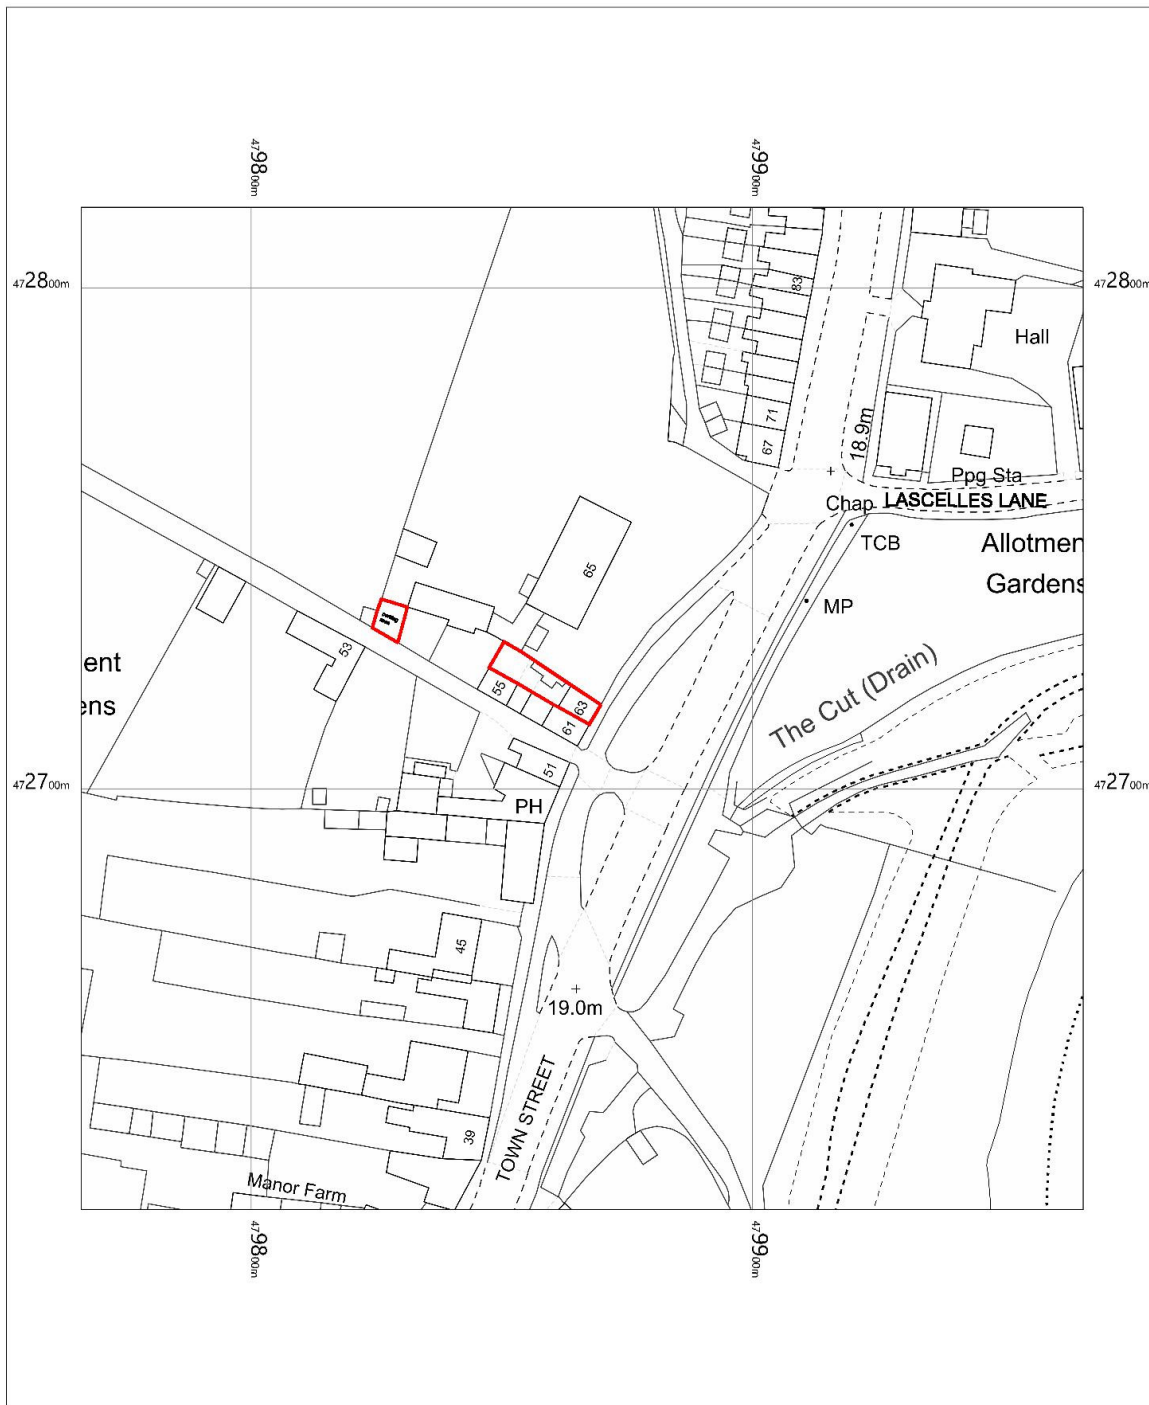 479800m
479900m
472800m
472800m
83
Hall
71
18.9m
67
Ppg Sta
Chap
LASCELLES LANE
TCB
Allotmen
Gardens
65
MP
53
ent
ens
55
63
61
The Cut (Drain)
51
472700m
472700m
PH
45
19.0m
TOWN STREET
39
Manor Farm
479800m
479900m